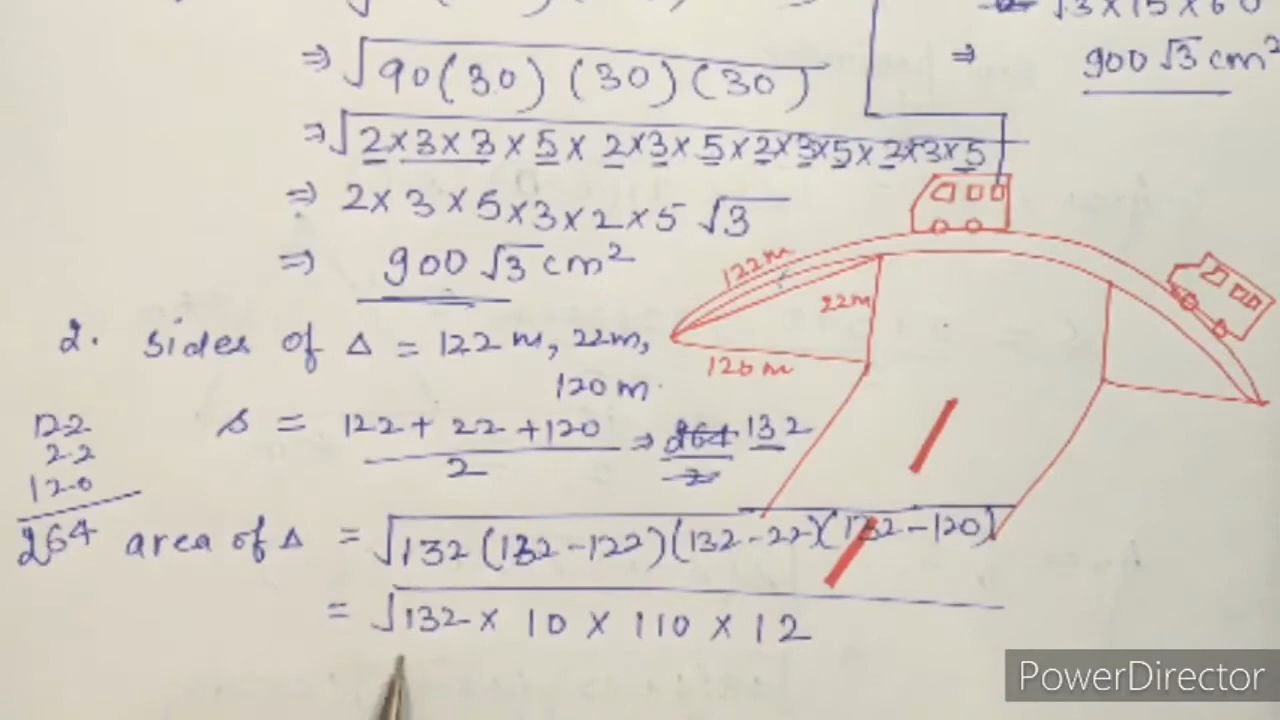 √3×15×60
⇒ √90(30)(30)(30)
⇒ 900√3 cm²
⇒ √2×3×3×5×2×3×5×2×3×5×2×3×5
⇒ 2×3×5×3×2×5√3
⇒ 900√3 cm²
122m
22m
120m
2. sides of Δ = 122m, 22m,
120m.
122
22
120
264
s = 122+22+120/2 ⇒ 264/2 132
area of Δ = √132(132-122)(132-22)(132-120)
= √132 × 10 × 110 × 12
PowerDirector